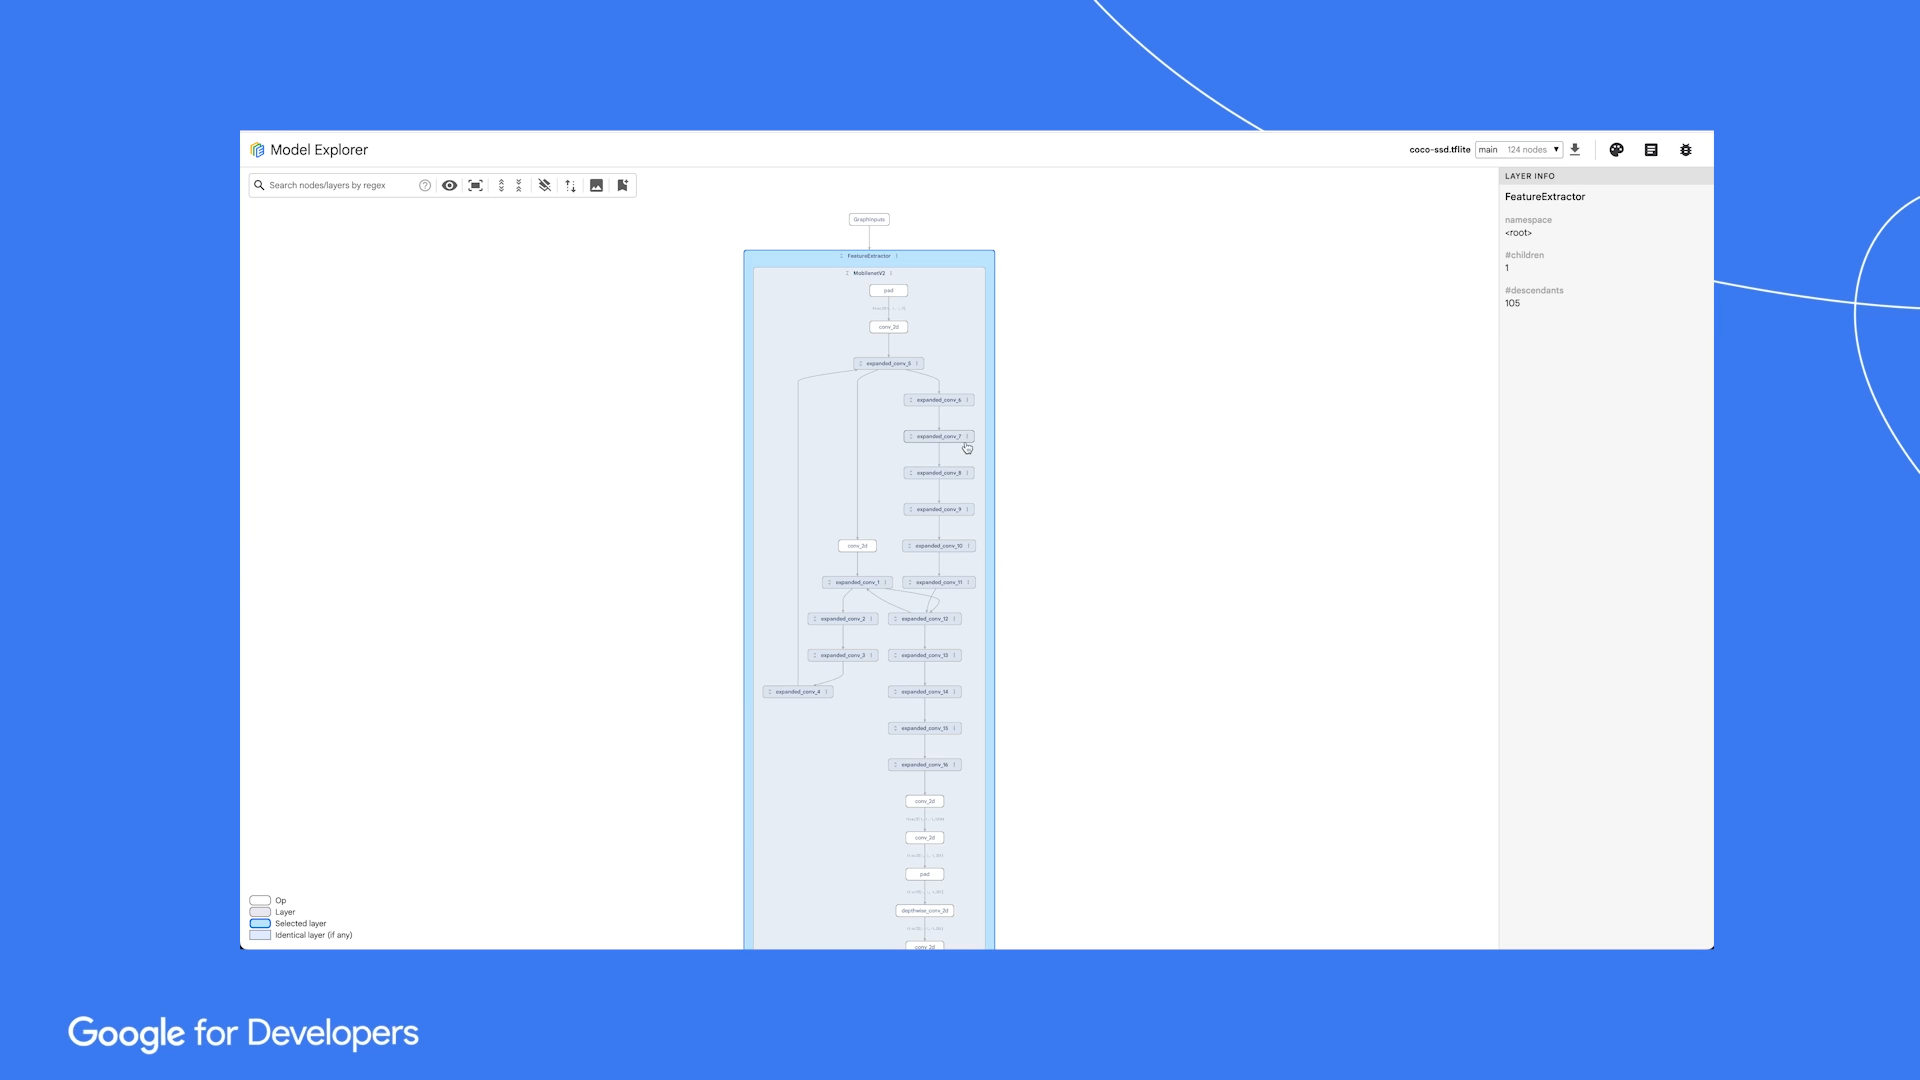 Model Explorer
coco-ssd.tflite main 124 nodes
Search nodes/layers by regex
LAYER INFO
FeatureExtractor
namespace
<root>
#children
1
#descendants
105
GraphInputs
FeatureExtractor
MobilenetV2
pad
conv_2d
expanded_conv_5
expanded_conv_6
expanded_conv_7
expanded_conv_8
expanded_conv_9
conv_2d expanded_conv_10
expanded_conv_1 expanded_conv_11
expanded_conv_2 expanded_conv_12
expanded_conv_3 expanded_conv_13
expanded_conv_4 expanded_conv_14
expanded_conv_15
expanded_conv_16
conv_2d
conv_2d
pad
depthwise_conv_2d
conv_2d
Op
Layer
Selected layer
Identical layer (if any)
Google for Developers